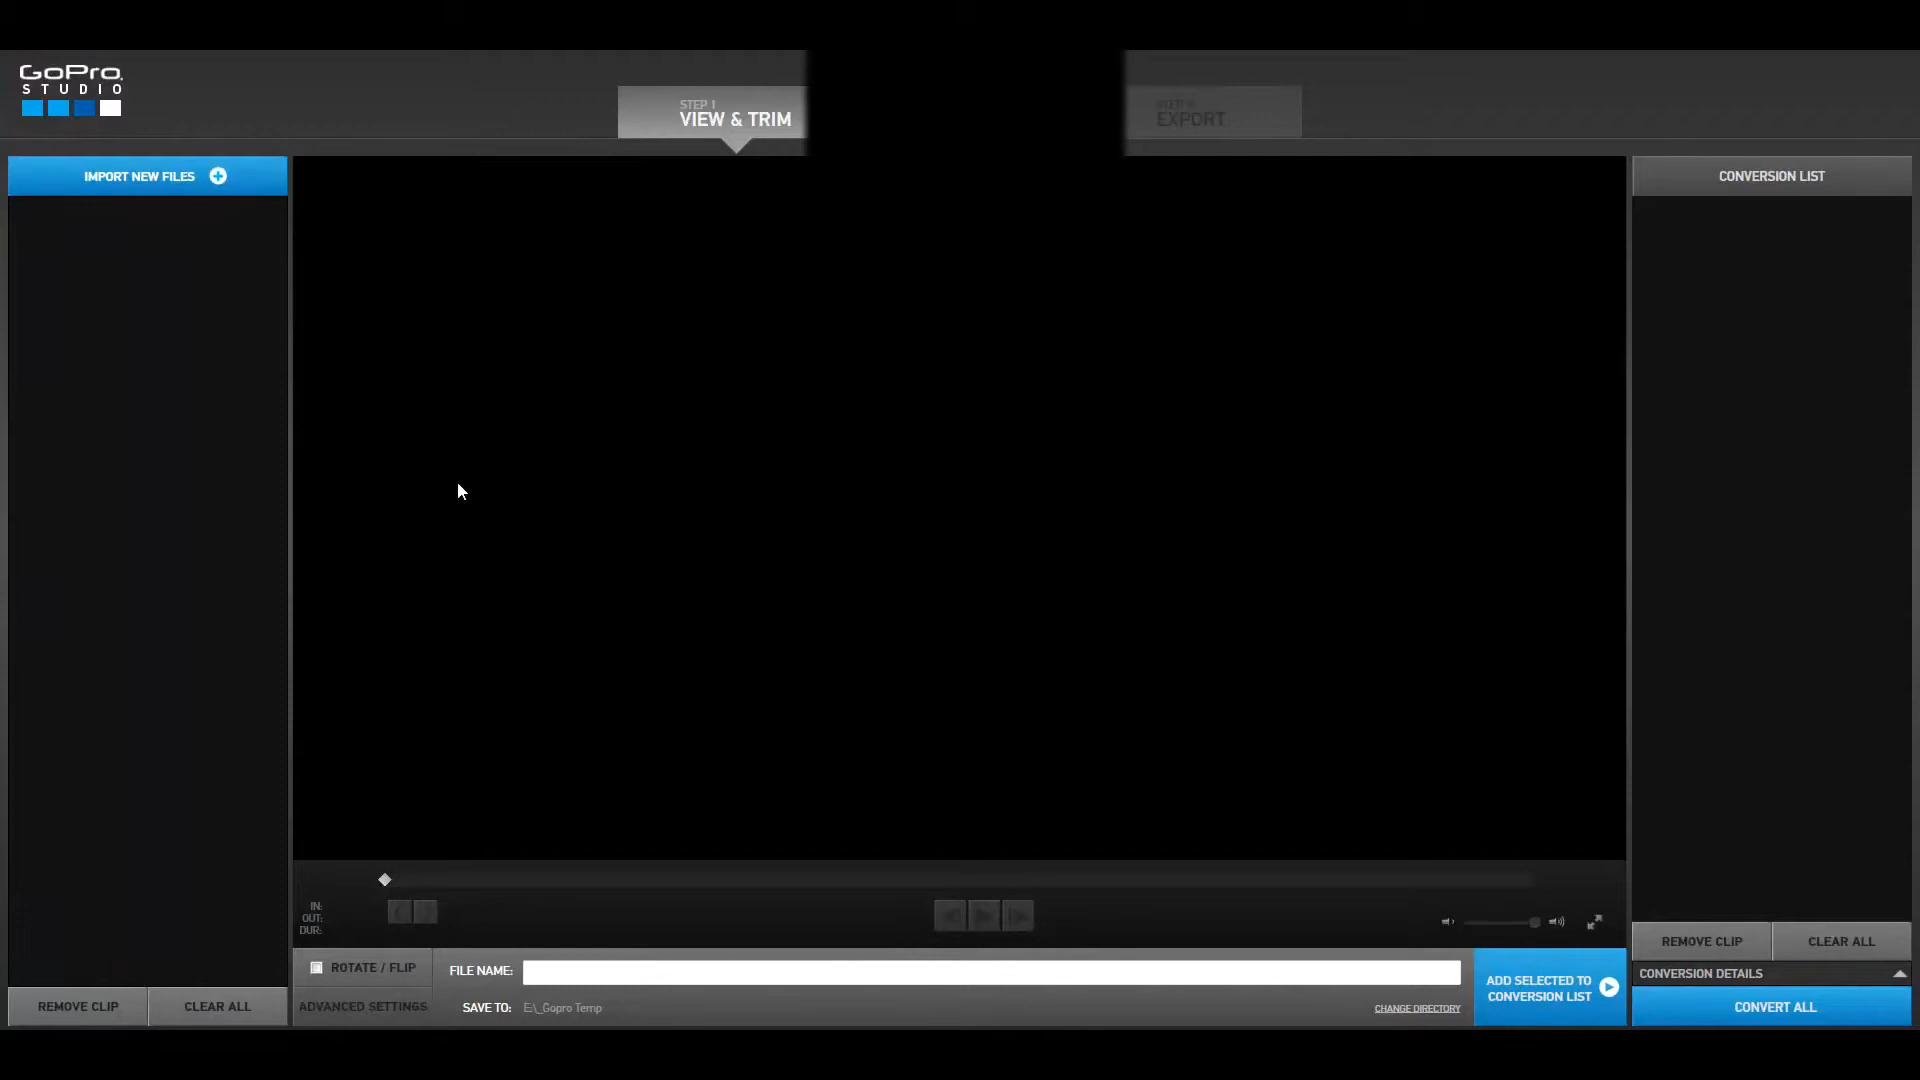 GoPro
STUDIO
STEP 1
VIEW & TRIM
EXPORT
IMPORT NEW FILES
CONVERSION LIST
IN:
OUT:
DUR:
ROTATE / FLIP
ADVANCED SETTINGS
FILE NAME:
SAVE TO: E:\_Gopro Temp
CHANGE DIRECTORY
ADD SELECTED TO
CONVERSION LIST
REMOVE CLIP CLEAR ALL
REMOVE CLIP CLEAR ALL
CONVERSION DETAILS
CONVERT ALL